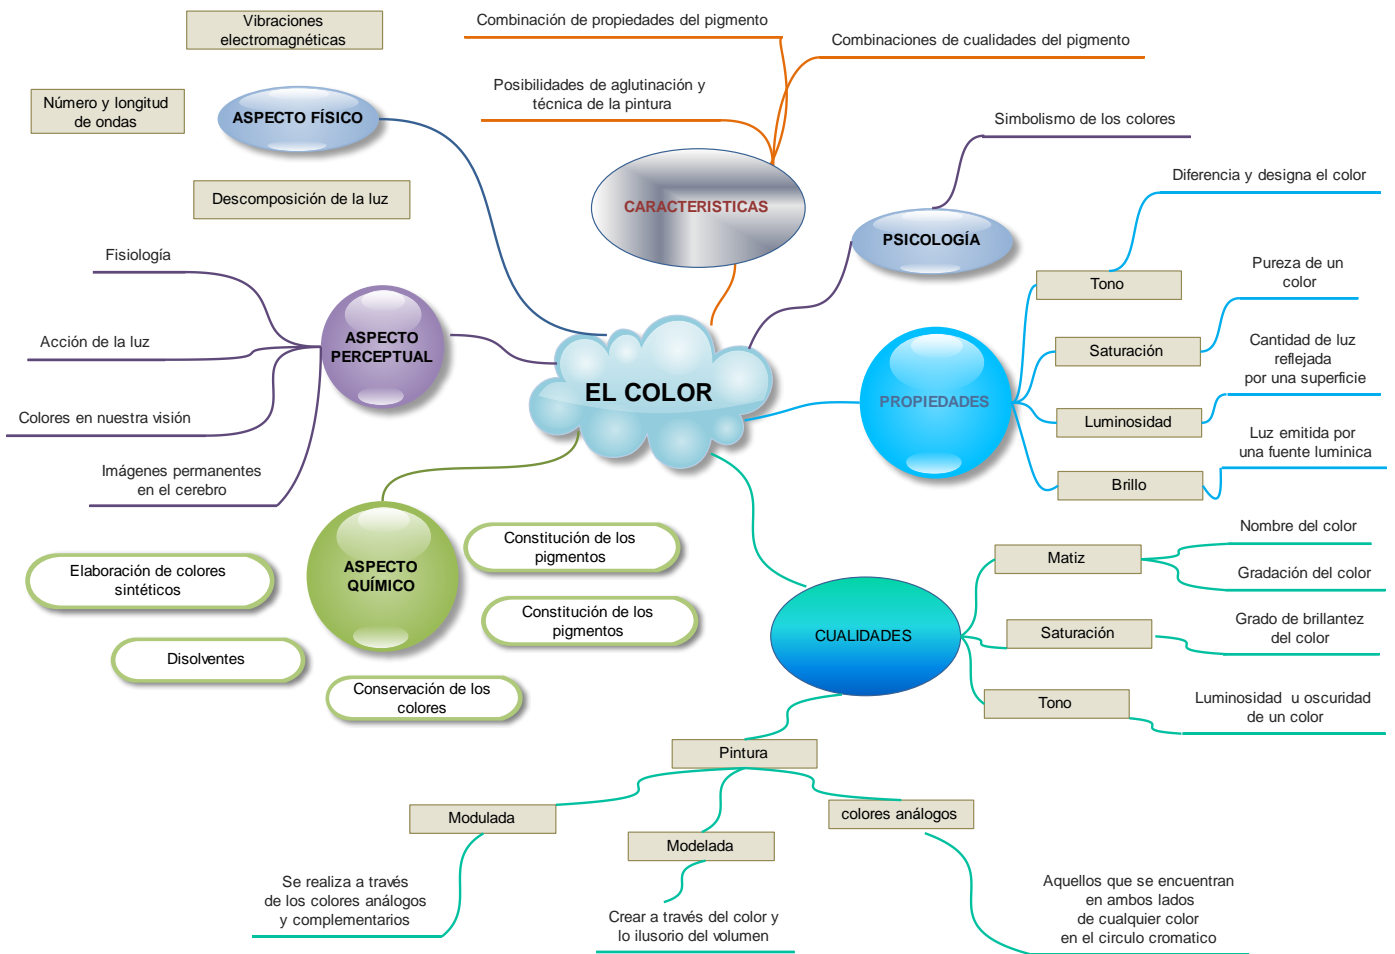 Vibraciones
electromagnéticas
Número y longitud
de ondas
ASPECTO FÍSICO
Descomposición de la luz
Combinación de propiedades del pigmento
Combinaciones de cualidades del pigmento
Posibilidades de aglutinación y
técnica de la pintura
CARACTERISTICAS
Simbolismo de los colores
PSICOLOGÍA
Diferencia y designa el color
Tono
Pureza de un
color
Saturación
Cantidad de luz
reflejada
por una superficie
PROPIEDADES
Luminosidad
Luz emitida por
una fuente luminica
Brillo
Fisiología
Acción de la luz
ASPECTO
PERCEPTUAL
Colores en nuestra visión
Imágenes permanentes
en el cerebro
EL COLOR
Constitución de los
pigmentos
ASPECTO
QUÍMICO
Elaboración de colores
sintéticos
Constitución de los
pigmentos
Disolventes
Conservación de los
colores
Nombre del color
Matiz
Gradación del color
CUALIDADES
Saturación
Grado de brillantez
del color
Tono
Luminosidad  u oscuridad
de un color
Pintura
Modulada
Modelada
colores análogos
Se realiza a través
de los colores análogos
y complementarios
Crear a través del color y
lo ilusorio del volumen
Aquellos que se encuentran
en ambos lados
de cualquier color
en el circulo cromatico